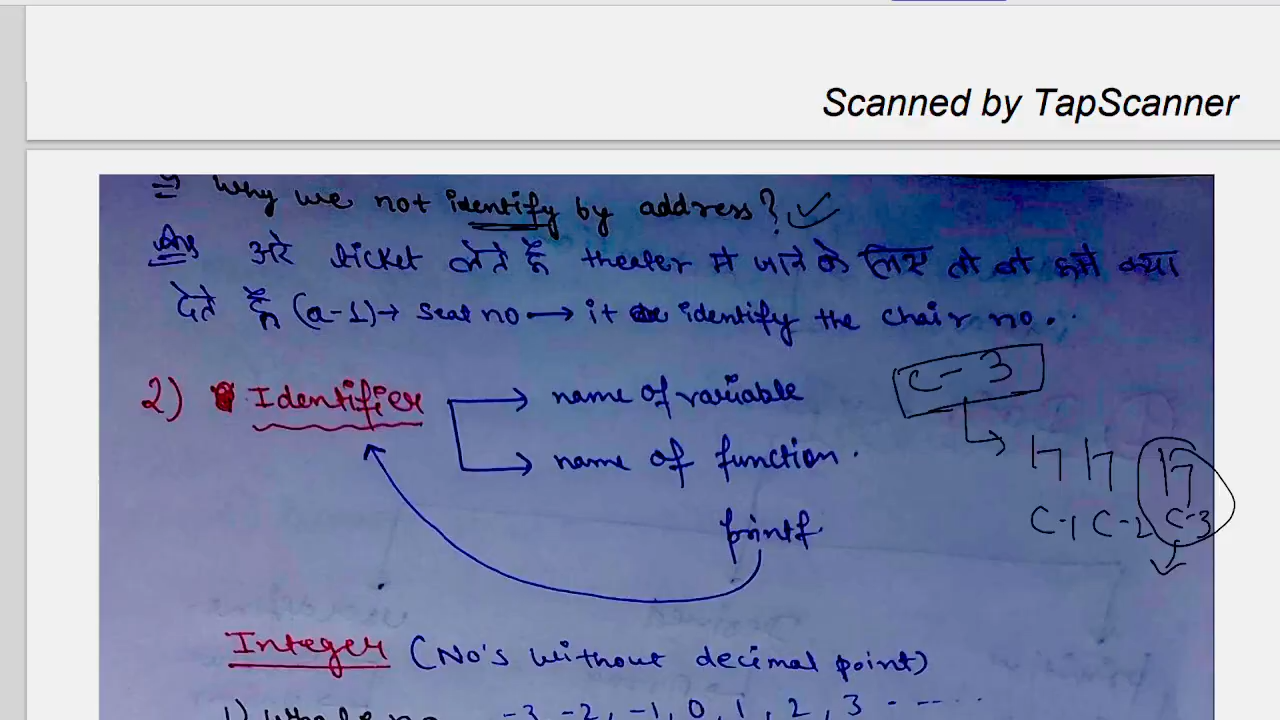 Scanned by TapScanner
Why we not identify by address?
Ans अरे ticket लेते हैं theater में जाने के लिए तो वो हमें क्या
देते हैं (a-1)→ seat no → it identify the chair no.
2) Identifier → name of variable
→ name of function.
printf
C-3
C-1 C-2 C-3
Integer (No's without decimal point)
-3 -2, -1, 0, 1, 2, 3 - - - - -